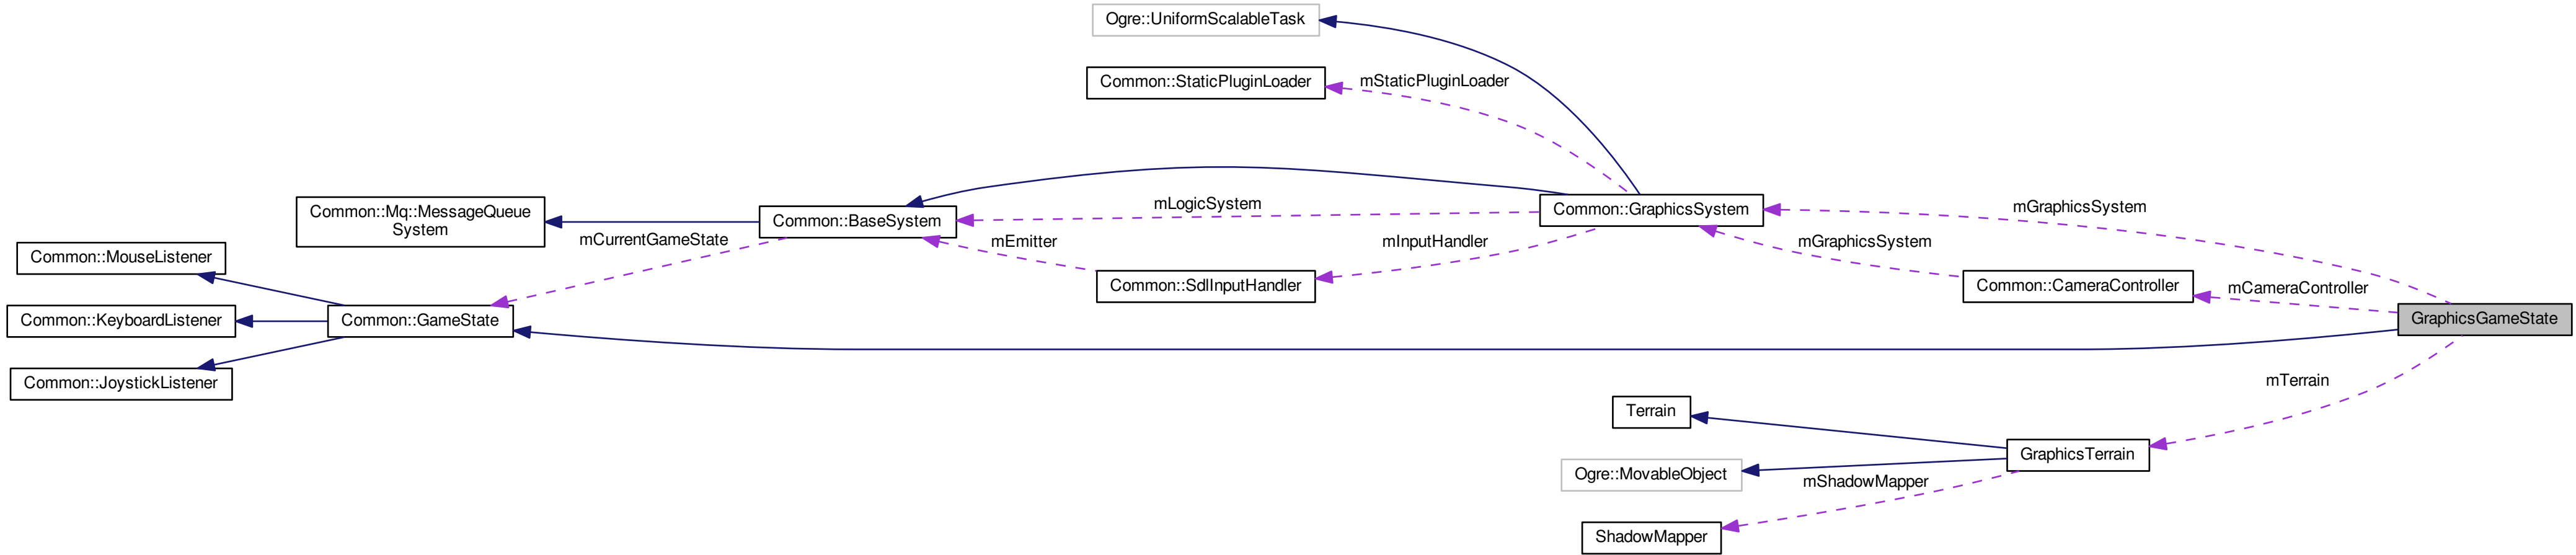 Ogre::UniformScalableTask
Common::StaticPluginLoader
mStaticPluginLoader
Common::Mq::MessageQueue
System
Common::BaseSystem
mLogicSystem
Common::GraphicsSystem
mGraphicsSystem
mCurrentGameState
mEmitter
mInputHandler
mGraphicsSystem
Common::MouseListener
Common::SdlInputHandler
Common::CameraController
mCameraController
Common::KeyboardListener
Common::GameState
GraphicsGameState
Common::JoystickListener
mTerrain
Terrain
GraphicsTerrain
Ogre::MovableObject
mShadowMapper
ShadowMapper